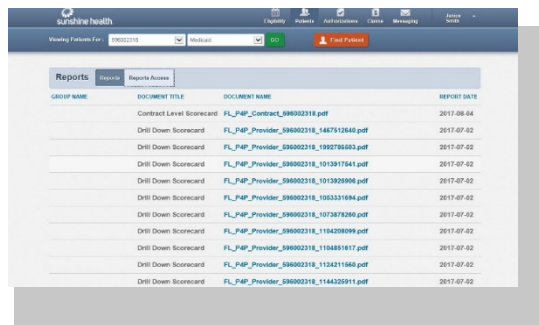 sunshine health
Eligibility Patients Authorizations Claims Messaging
Viewing Patients For : 596002318 Medicaid GO Find Patient
Reports Reports Reports Access
GROUP NAME DOCUMENT TITLE DOCUMENT NAME REPORT DATE
Contract Level Scorecard FL_P4P_Contract_596002318.pdf 2017-08-04
Drill Down Scorecard FL_P4P_Provider_596002318_1467512640.pdf 2017-07-02
Drill Down Scorecard FL_P4P_Provider_596002318_1992785503.pdf 2017-07-02
Drill Down Scorecard FL_P4P_Provider_596002318_1013917541.pdf 2017-07-02
Drill Down Scorecard FL_P4P_Provider_596002318_1013926906.pdf 2017-07-02
Drill Down Scorecard FL_P4P_Provider_596002318_1053331694.pdf 2017-07-02
Drill Down Scorecard FL_P4P_Provider_596002318_1073878260.pdf 2017-07-02
Drill Down Scorecard FL_P4P_Provider_596002318_1104208099.pdf 2017-07-02
Drill Down Scorecard FL_P4P_Provider_596002318_1104851617.pdf 2017-07-02
Drill Down Scorecard FL_P4P_Provider_596002318_1124211560.pdf 2017-07-02
Drill Down Scorecard FL_P4P_Provider_596002318_1144325911.pdf 2017-07-02